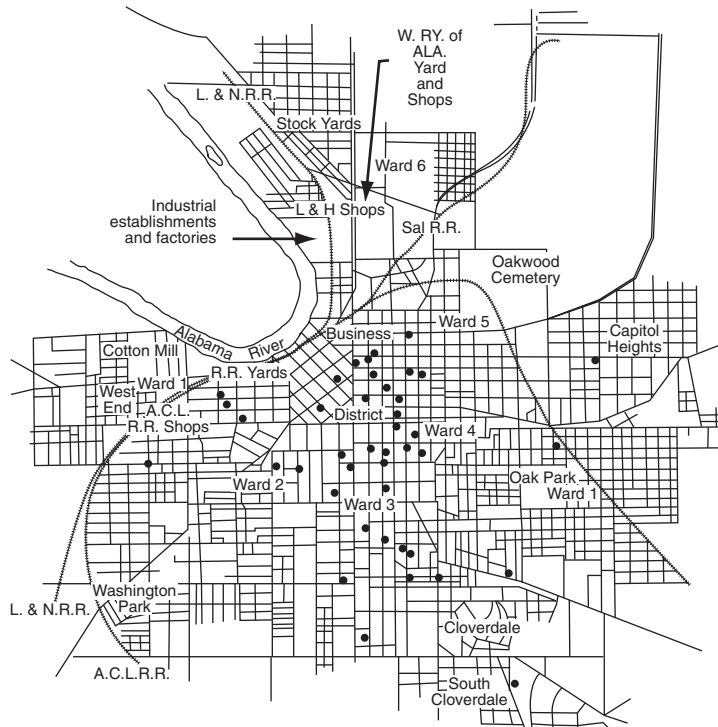 W. RY. of
ALA.
Yard
and
Shops
L. & N.R.R.
Stock Yards
Ward 6
Industrial
establishments
and factories
L & H Shops
Sal R.R.
Oakwood
Cemetery
Alabama River
Business
Ward 5
Capitol
Heights
Cotton Mill
R.R. Yards
Ward 1
West
End
A.C.L.
R.R. Shops
District
Ward 4
Ward 2
Oak Park
Ward 1
Ward 3
Washington
Park
L. & N.R.R.
Cloverdale
A.C.L.R.R.
South
Cloverdale